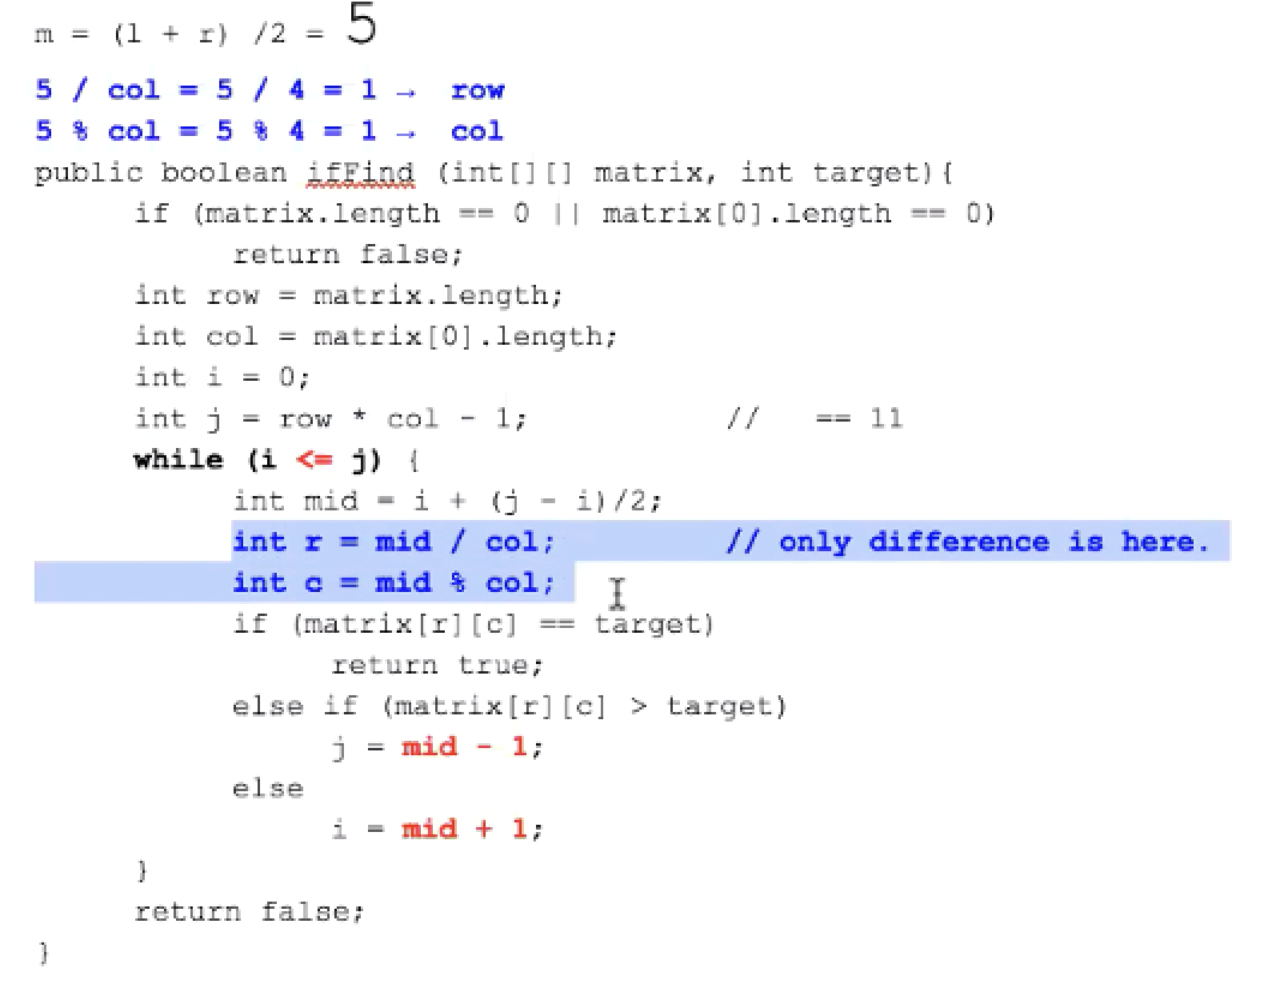 m = (l + r) /2 = 5
5 / col = 5 / 4 = 1 → row
5 % col = 5 % 4 = 1 → col
public boolean ifFind (int[][] matrix, int target){
if (matrix.length == 0 || matrix[0].length == 0)
return false;
int row = matrix.length;
int col = matrix[0].length;
int i = 0;
int j = row * col - 1; // == 11
while (i <= j) {
int mid = i + (j - i)/2;
int r = mid / col; // only difference is here.
int c = mid % col;
if (matrix[r][c] == target)
return true;
else if (matrix[r][c] > target)
j = mid - 1;
else
i = mid + 1;
}
return false;
}